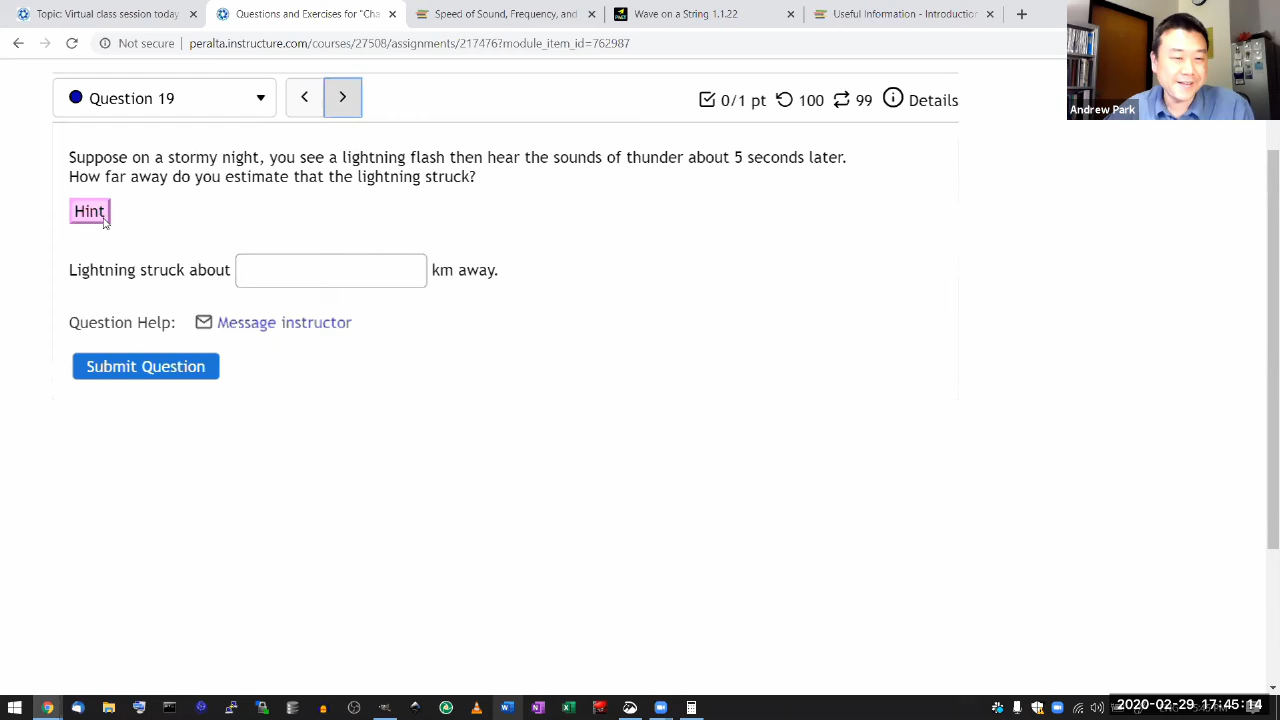 Topic: Virtual classession today
Questions and Exercises for "Cha
Speed of Sound, Frequency, and
Wave on a String 1.1.22
Useful Information - Introduction
Not secure
peralta.instructure.com/courses/27508/assignments/217476?module_item_id=762987
Question 19
0/1 pt 100 99 Details
Andrew Park
Suppose on a stormy night, you see a lightning flash then hear the sounds of thunder about 5 seconds later.
How far away do you estimate that the lightning struck?
Hint
Lightning struck about km away.
Question Help: Message instructor
Submit Question
2020-02-29 17:45:14